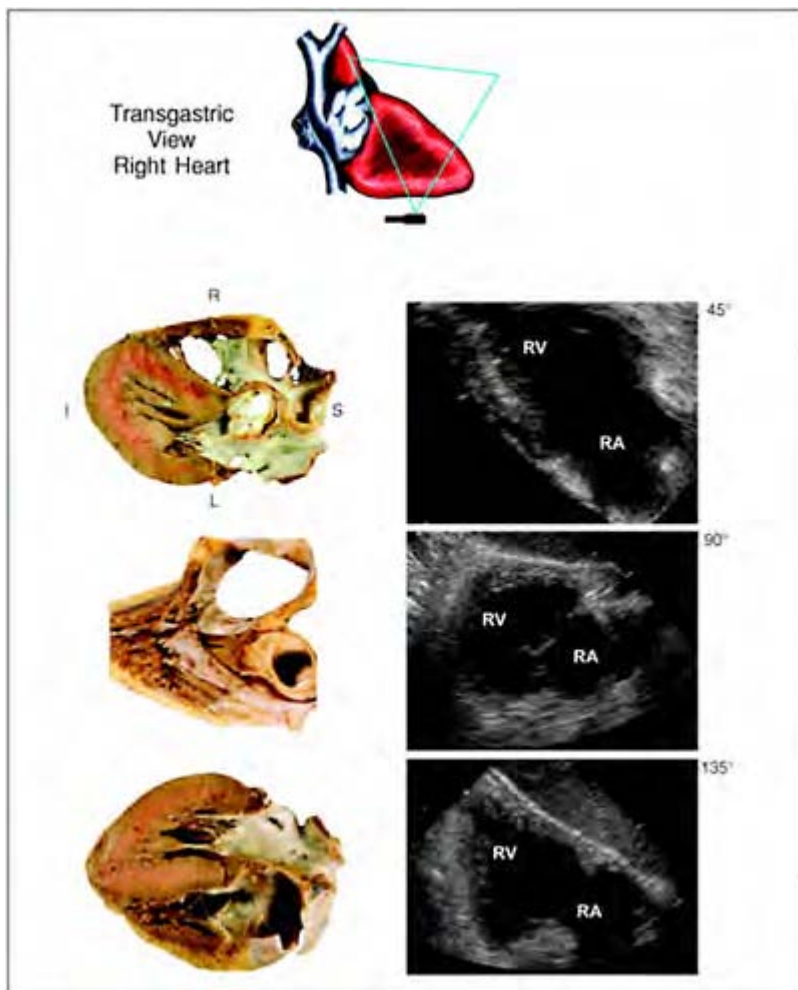 Transgastric
View
Right Heart
R
I
S
L
45°
RV
RA
90°
RV
RA
135°
RV
RA